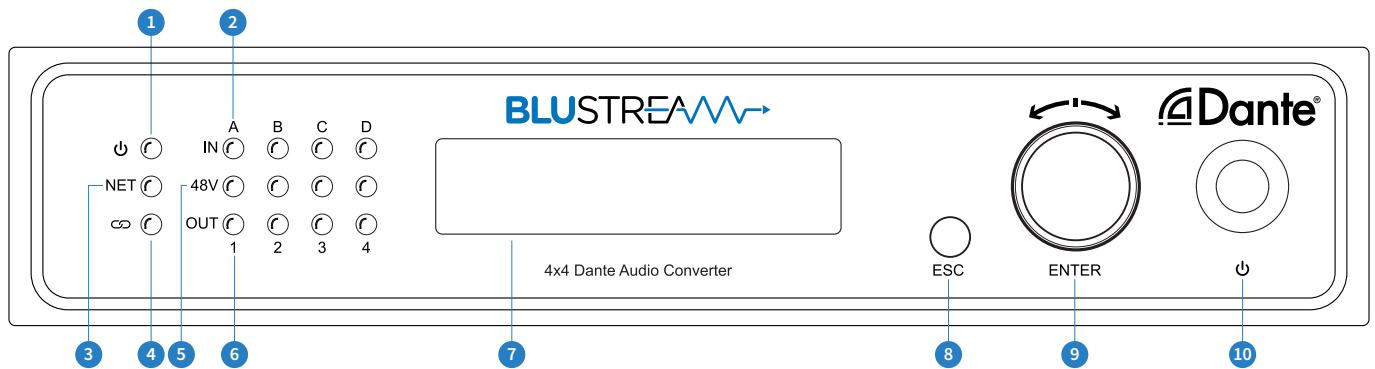 1 2
BLUSTREAM
Dante®
A B C D
IN
NET 48V
OUT
1 2 3 4
4x4 Dante Audio Converter
ESC ENTER
3 4 5 6 7 8 9 10